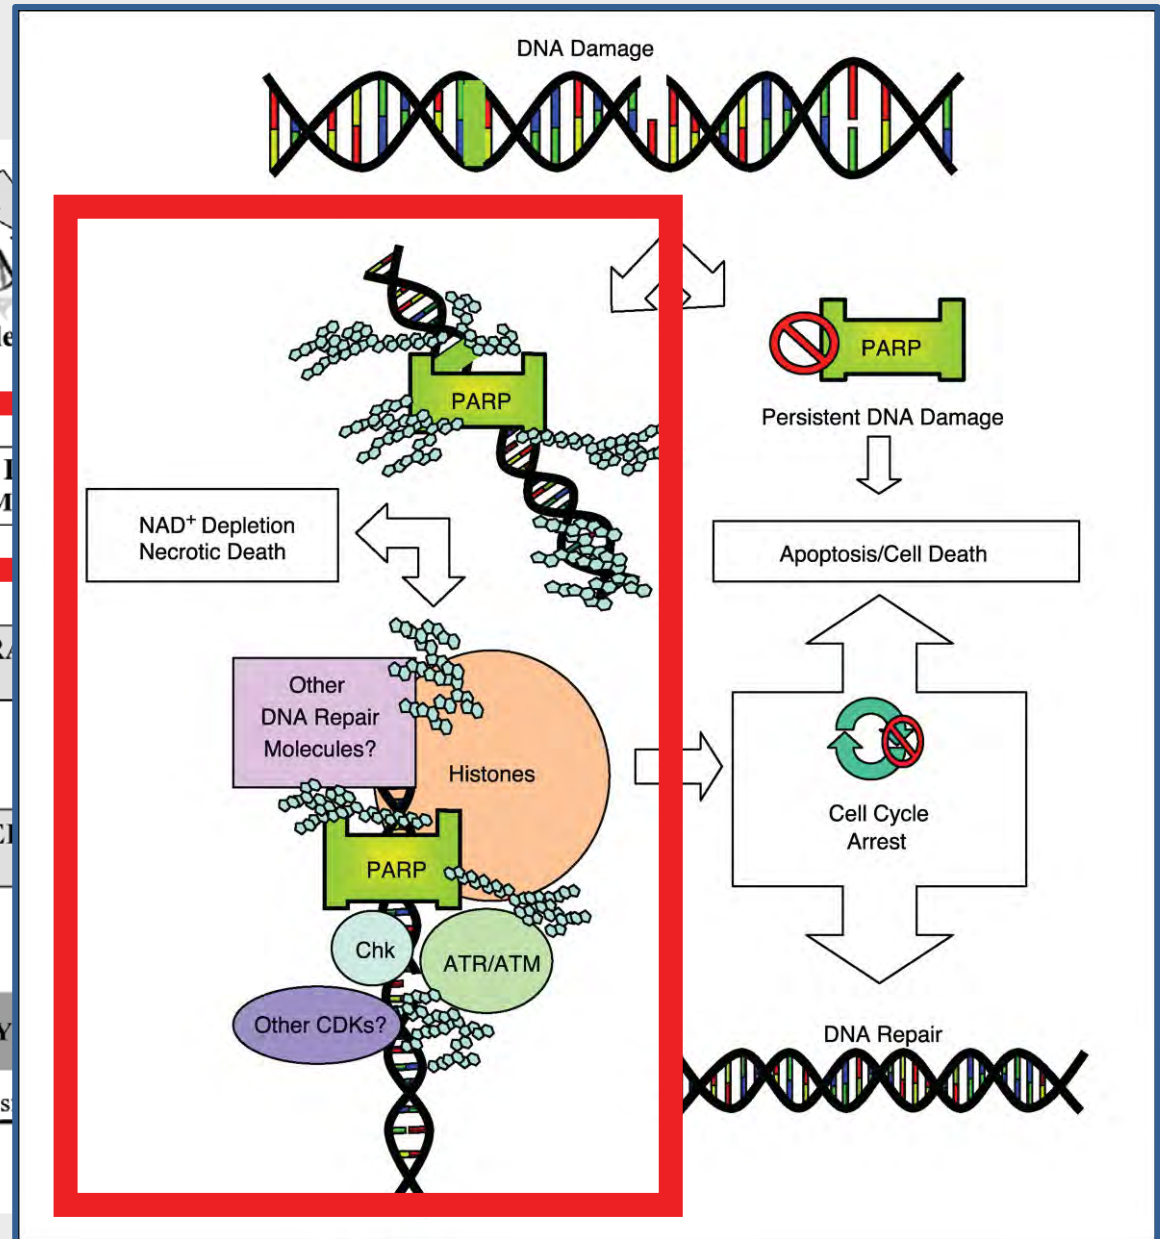 DNA Damage
PARP
PARP
Persistent DNA Damage
NAD+ Depletion
Necrotic Death
Apoptosis/Cell Death
Other
DNA Repair
Molecules?
Histones
Cell Cycle
Arrest
PARP
Chk
ATR/ATM
Other CDKs?
DNA Repair